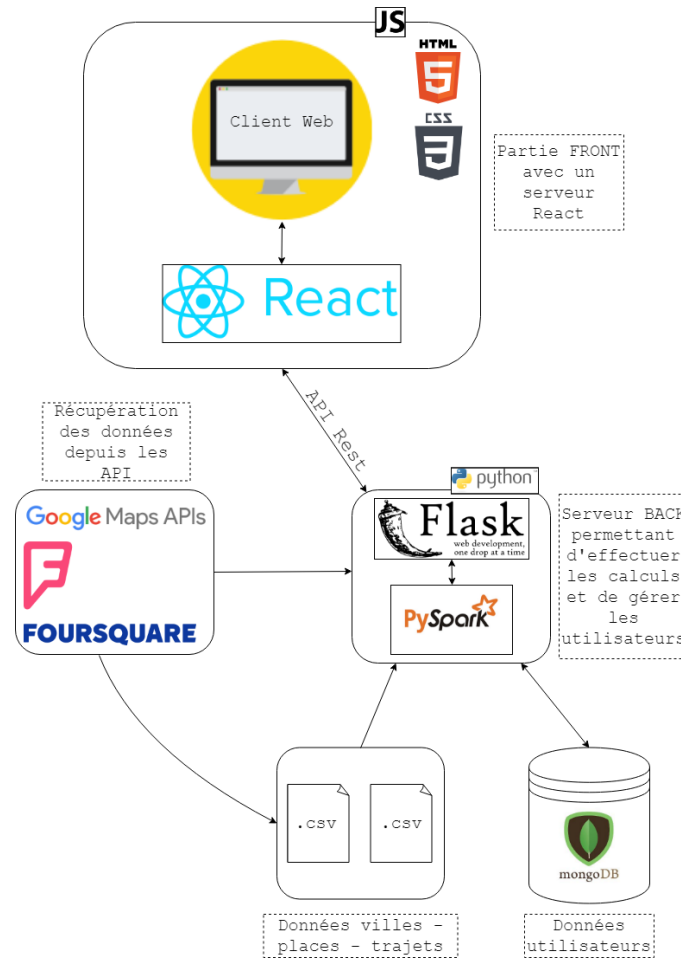 JS
HTML
5
CSS
3
Client Web
Partie FRONT
avec un
serveur
React
React
API Rest
Récupération
des données
depuis les
API
Google Maps APIs
FOURSQUARE
python
Flask
web development,
one drop at a time
PySpark
Serveur BACK
permettant
d'effectuer
les calculs
et de gérer
les
utilisateurs
.csv
.csv
mongoDB
Données villes -
places - trajets
Données
utilisateurs